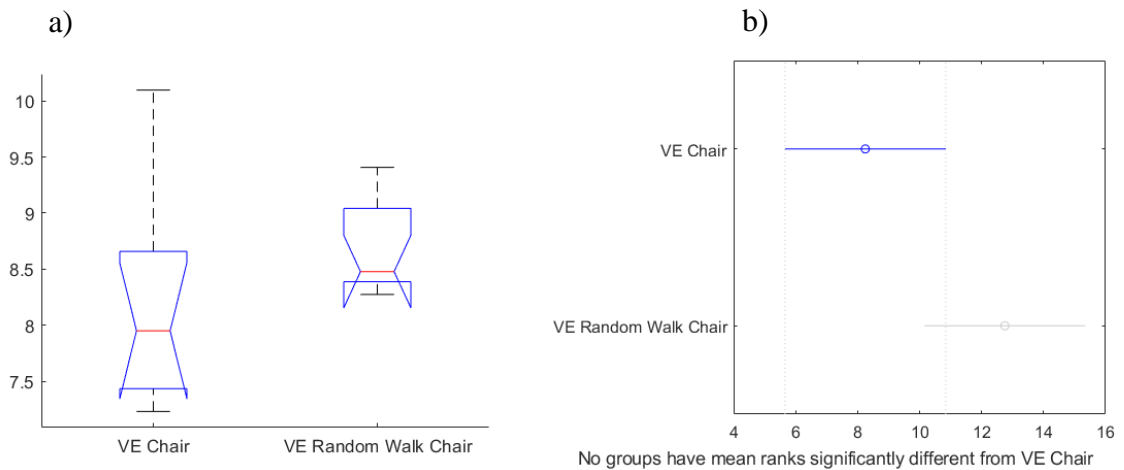 a)
10
9.5
9
8.5
8
7.5
VE Chair
VE Random Walk Chair
b)
VE Chair
VE Random Walk Chair
4
6
8
10
12
14
16
No groups have mean ranks significantly different from VE Chair